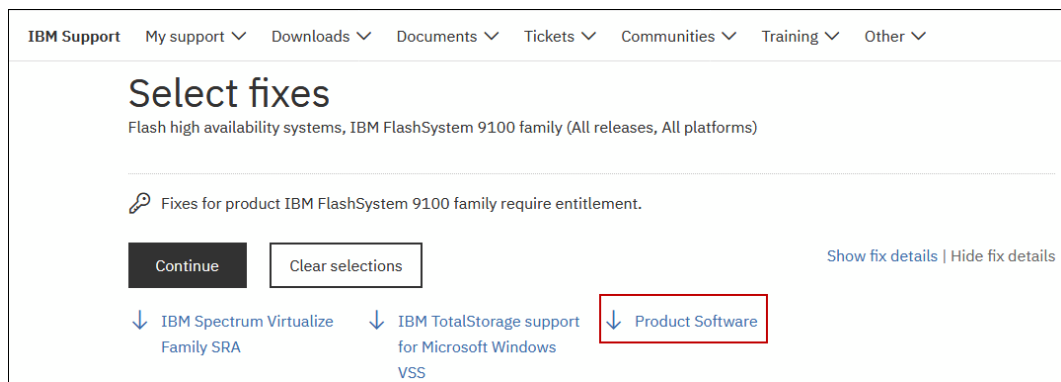 IBM Support My support Downloads Documents Tickets Communities Training Other
Select fixes
Flash high availability systems, IBM FlashSystem 9100 family (All releases, All platforms)
Fixes for product IBM FlashSystem 9100 family require entitlement.
Continue Clear selections Show fix details | Hide fix details
IBM Spectrum Virtualize
Family SRA
IBM TotalStorage support
for Microsoft Windows
VSS
Product Software